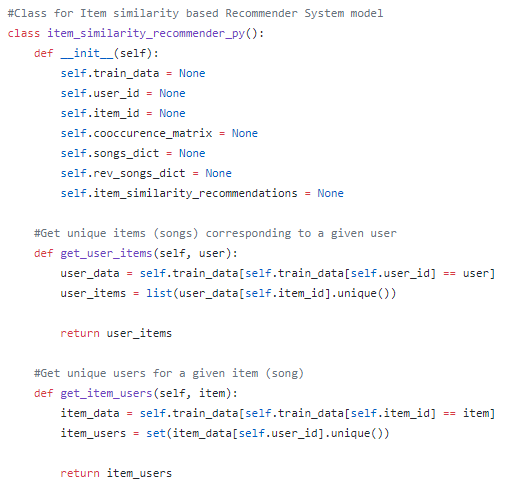 #Class for Item similarity based Recommender System model
class item_similarity_recommender_py():
    def __init__(self):
        self.train_data = None
        self.user_id = None
        self.item_id = None
        self.cooccurence_matrix = None
        self.songs_dict = None
        self.rev_songs_dict = None
        self.item_similarity_recommendations = None

    #Get unique items (songs) corresponding to a given user
    def get_user_items(self, user):
        user_data = self.train_data[self.train_data[self.user_id] == user]
        user_items = list(user_data[self.item_id].unique())

        return user_items

    #Get unique users for a given item (song)
    def get_item_users(self, item):
        item_data = self.train_data[self.train_data[self.item_id] == item]
        item_users = set(item_data[self.user_id].unique())

        return item_users